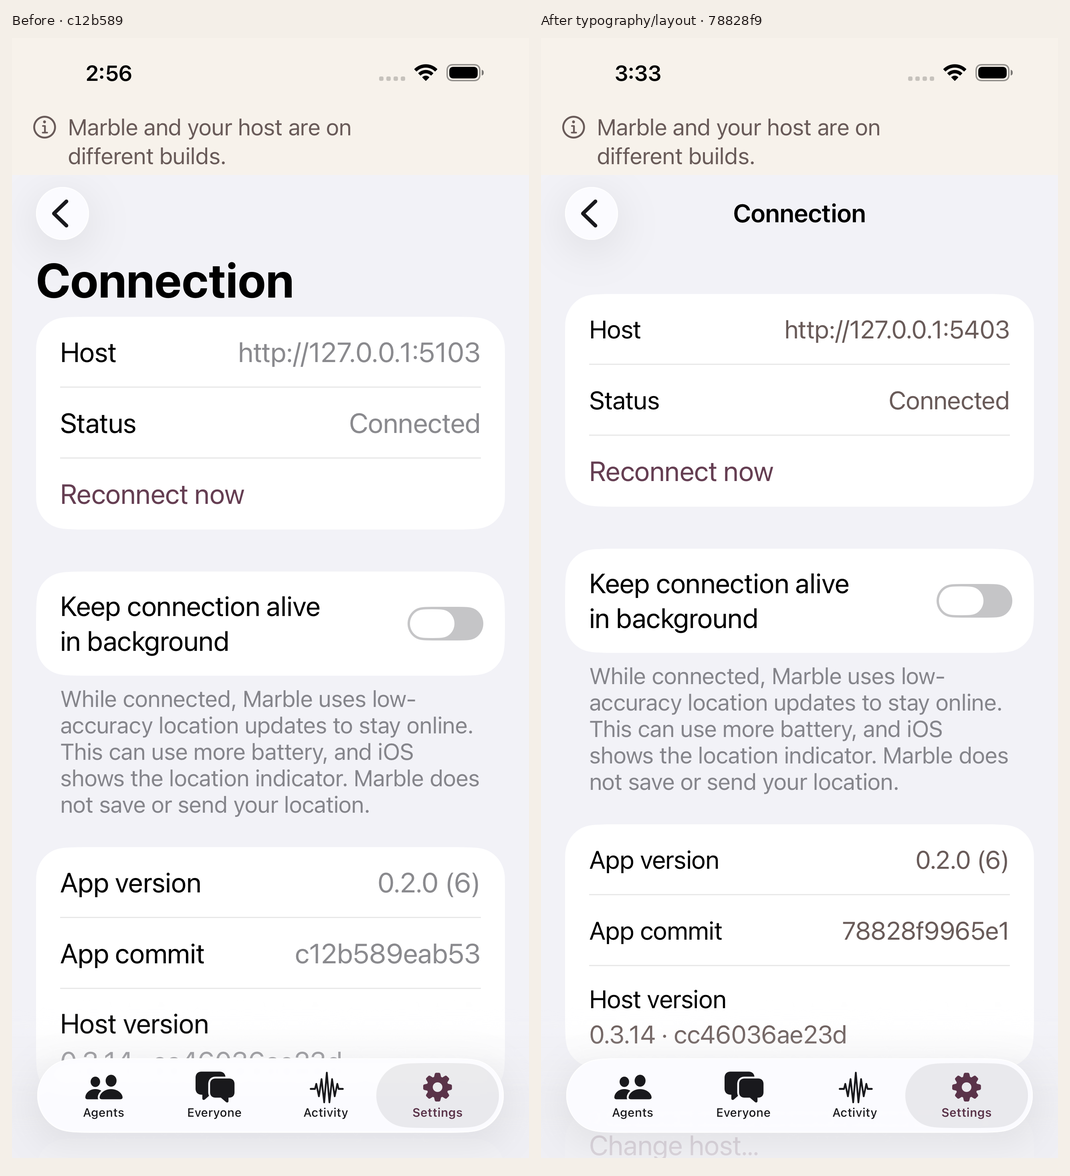 Before · c12b589
2:56
Marble and your host are on
different builds.
Connection
Host http://127.0.0.1:5103
Status Connected
Reconnect now
Keep connection alive
in background
While connected, Marble uses low-
accuracy location updates to stay online.
This can use more battery, and iOS
shows the location indicator. Marble does
not save or send your location.
App version 0.2.0 (6)
App commit c12b589eab53
Host version
0.3.14 · cc46036ae23d
Agents Everyone Activity Settings
After typography/layout · 78828f9
3:33
Marble and your host are on
different builds.
Connection
Host http://127.0.0.1:5403
Status Connected
Reconnect now
Keep connection alive
in background
While connected, Marble uses low-
accuracy location updates to stay online.
This can use more battery, and iOS
shows the location indicator. Marble does
not save or send your location.
App version 0.2.0 (6)
App commit 78828f9965e1
Host version
0.3.14 · cc46036ae23d
Agents Everyone Activity Settings
Change host...